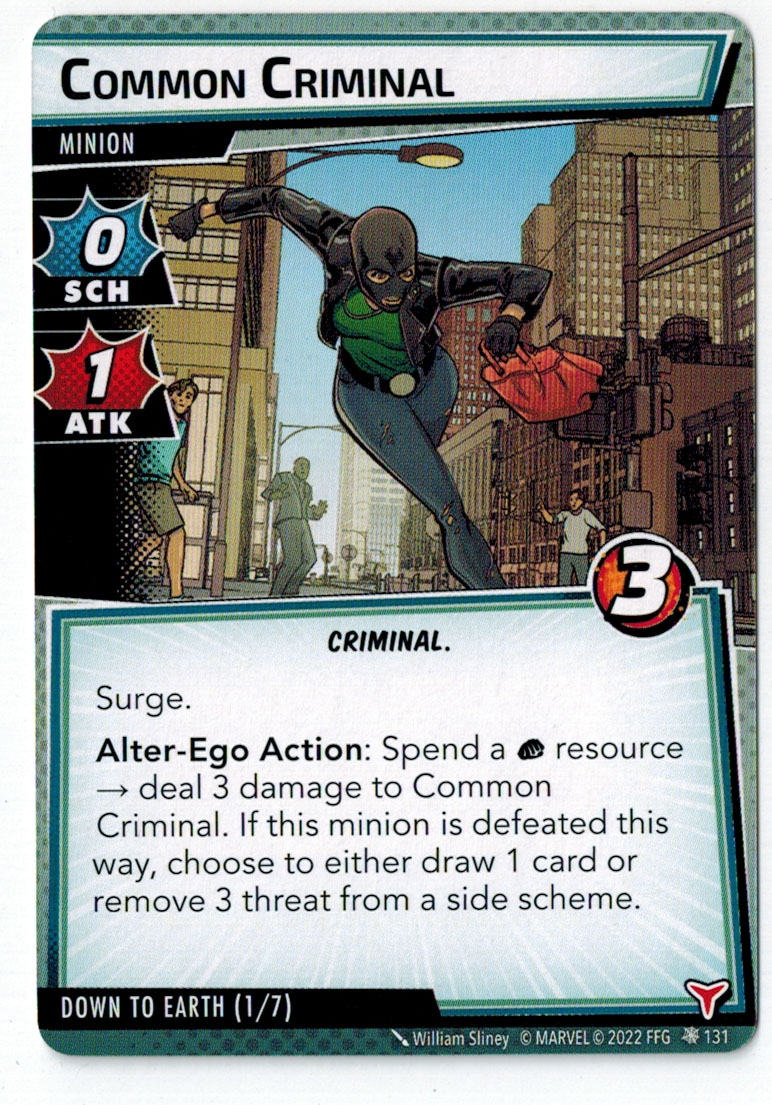 COMMON CRIMINAL
MINION
0
SCH
1
ATK
3
CRIMINAL.
Surge.
Alter-Ego Action: Spend a resource
→ deal 3 damage to Common
Criminal. If this minion is defeated this
way, choose to either draw 1 card or
remove 3 threat from a side scheme.
DOWN TO EARTH (1/7)
William Sliney © MARVEL © 2022 FFG 131